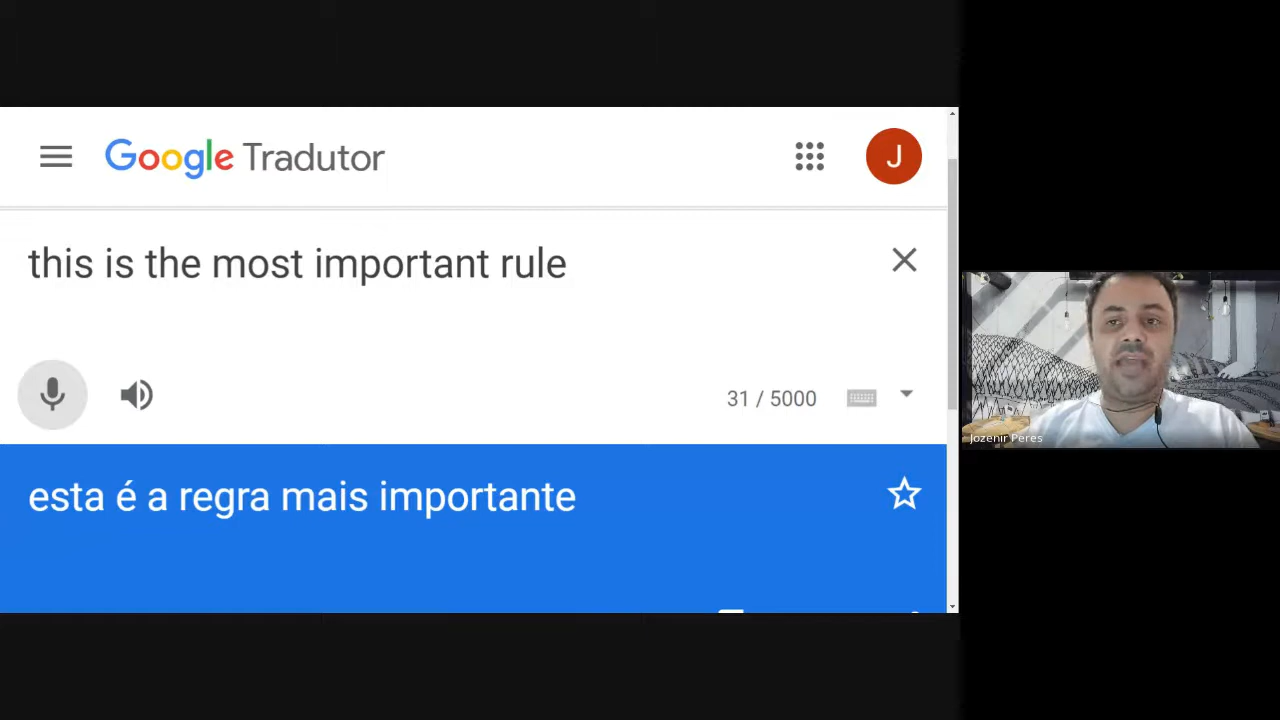 Google Tradutor
J
this is the most important rule
31 / 5000
esta é a regra mais importante
Jozenir Peres